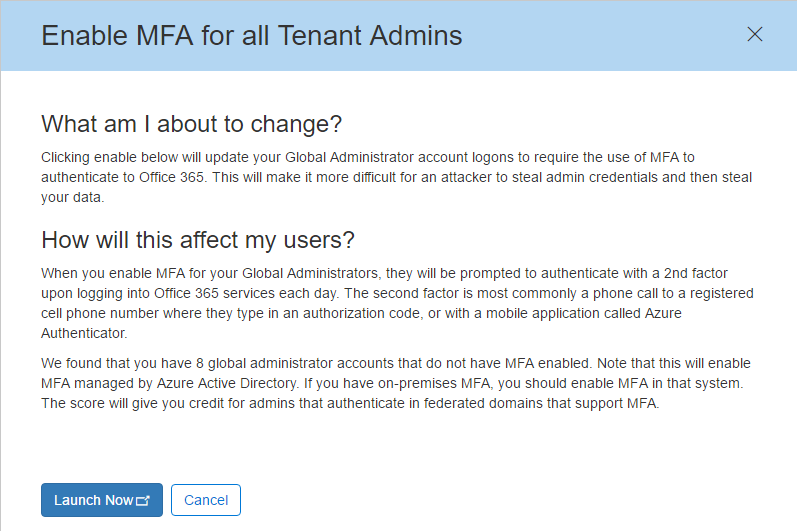 Enable MFA for all Tenant Admins
What am I about to change?
Clicking enable below will update your Global Administrator account logons to require the use of MFA to
authenticate to Office 365. This will make it more difficult for an attacker to steal admin credentials and then steal
your data.
How will this affect my users?
When you enable MFA for your Global Administrators, they will be prompted to authenticate with a 2nd factor
upon logging into Office 365 services each day. The second factor is most commonly a phone call to a registered
cell phone number where they type in an authorization code, or with a mobile application called Azure
Authenticator.
We found that you have 8 global administrator accounts that do not have MFA enabled. Note that this will enable
MFA managed by Azure Active Directory. If you have on-premises MFA, you should enable MFA in that system.
The score will give you credit for admins that authenticate in federated domains that support MFA.
Launch Now Cancel